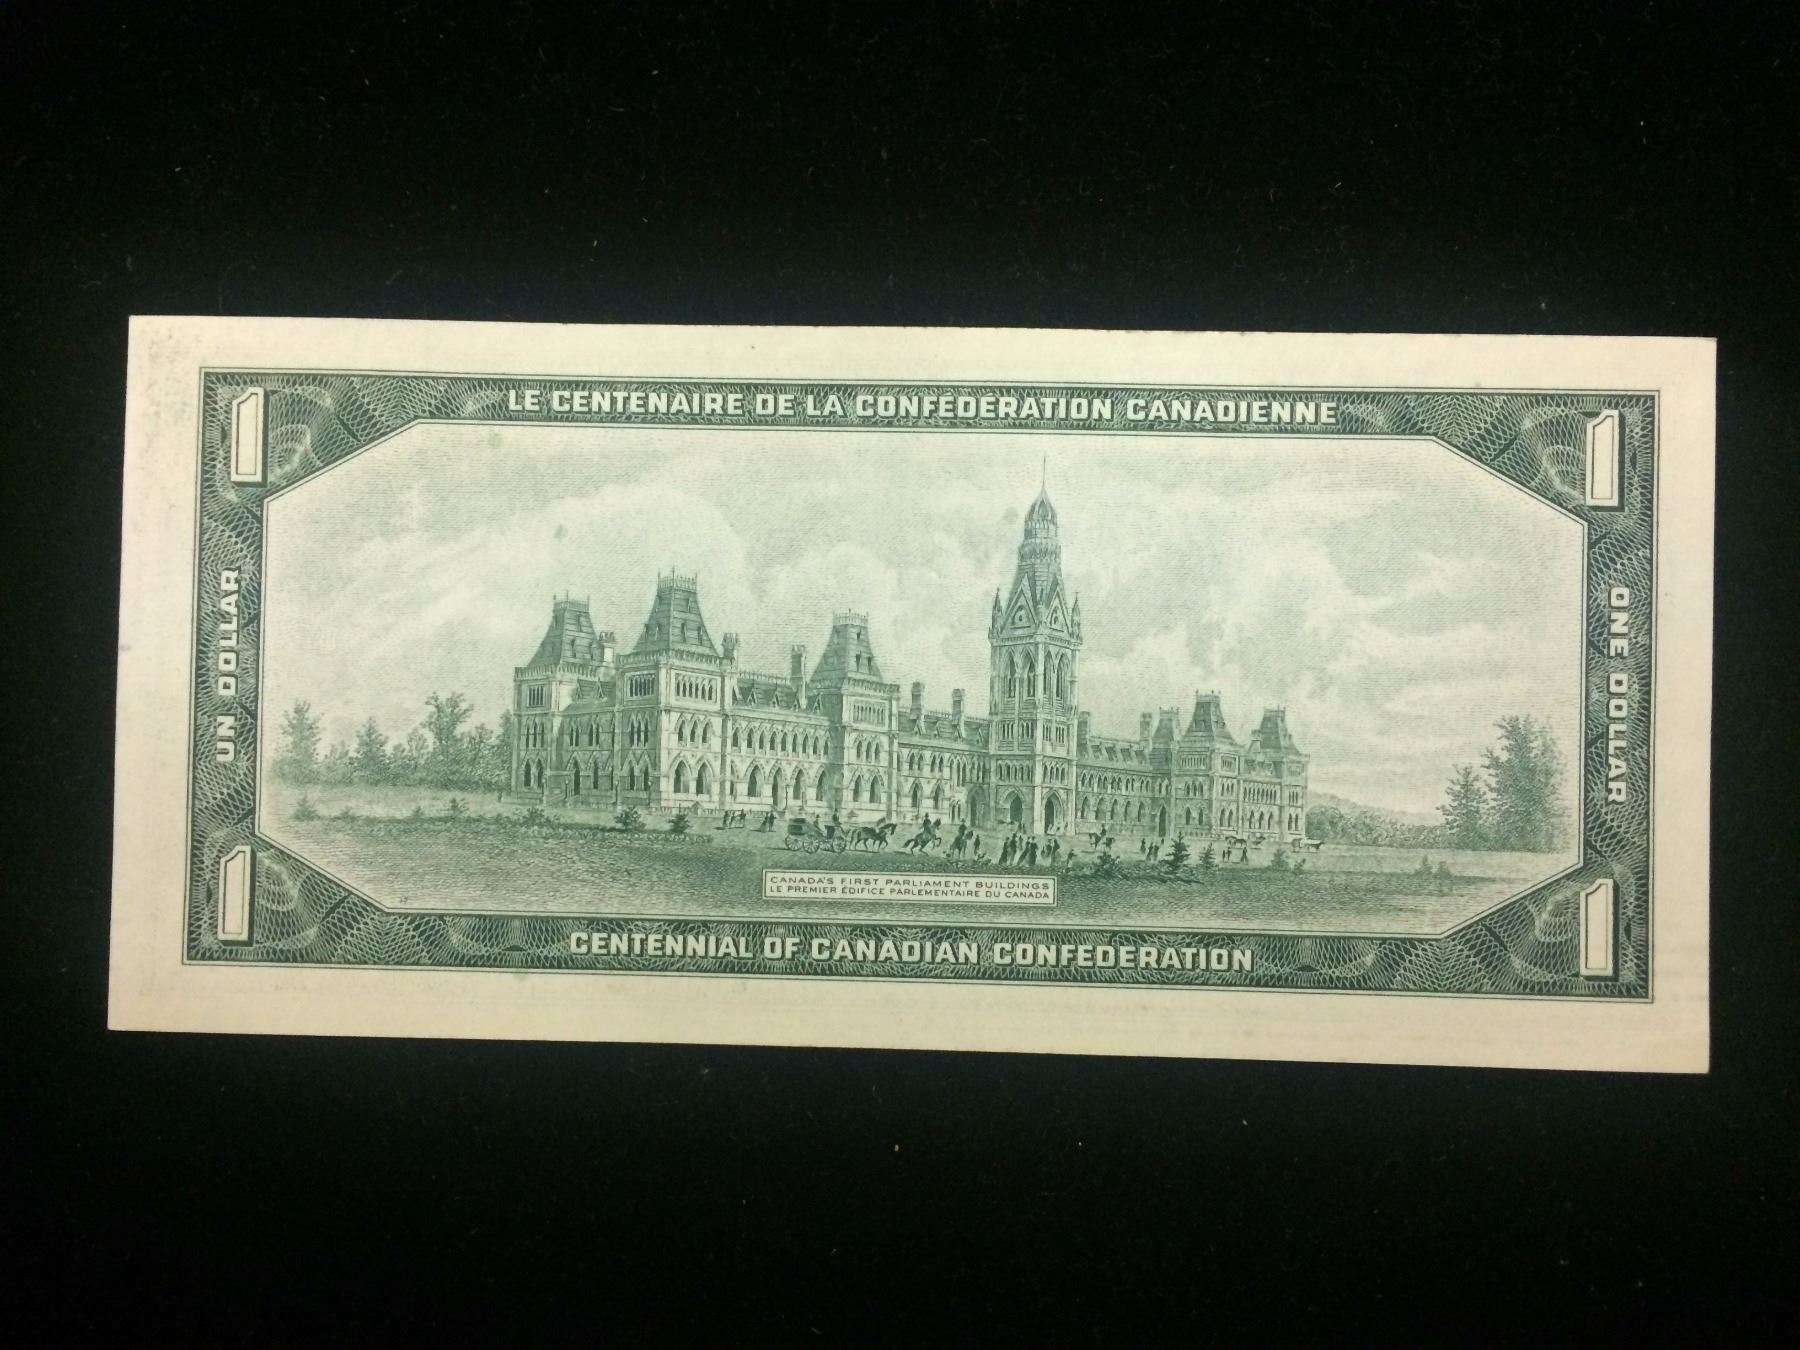 1 LE CENTENAIRE DE LA CONFÉDÉRATION CANADIENNE 1
UN DOLLAR
ONE DOLLAR
CANADA'S FIRST PARLIAMENT BUILDINGS
LE PREMIER ÉDIFICE PARLEMENTAIRE DU CANADA
1 CENTENNIAL OF CANADIAN CONFEDERATION 1